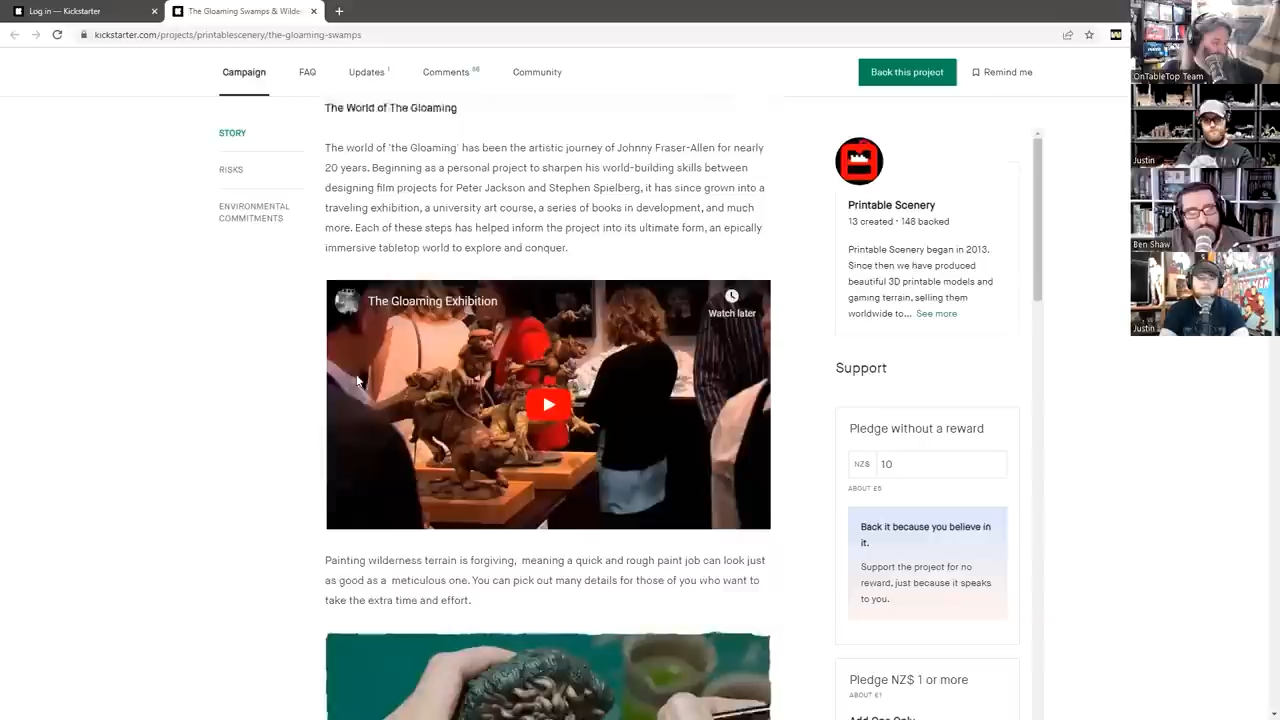 Log in — Kickstarter
The Gloaming Swamps & Wilde
kickstarter.com/projects/printablescenery/the-gloaming-swamps
Campaign
FAQ
Updates 1
Comments
Community
Back this project
Remind me
The World of The Gloaming
STORY
RISKS
ENVIRONMENTAL
COMMITMENTS
The world of 'the Gloaming' has been the artistic journey of Johnny Fraser-Allen for nearly
20 years. Beginning as a personal project to sharpen his world-building skills between
designing film projects for Peter Jackson and Stephen Spielberg, it has since grown into a
traveling exhibition, a university art course, a series of books in development, and much
more. Each of these steps has helped inform the project into its ultimate form, an epically
immersive tabletop world to explore and conquer.
The Gloaming Exhibition
Watch later
Painting wilderness terrain is forgiving, meaning a quick and rough paint job can look just
as good as a meticulous one. You can pick out many details for those of you who want to
take the extra time and effort.
Printable Scenery
13 created · 148 backed
Printable Scenery began in 2013.
Since then we have produced
beautiful 3D printable models and
gaming terrain, selling them
worldwide to... See more
Support
Pledge without a reward
NZ$ 10
ABOUT £5
Back it because you believe in
it.
Support the project for no
reward, just because it speaks
to you.
Pledge NZ$ 1 or more
ABOUT £1
Add One Only
OnTableTop Team
Justin
Ben Shaw
Justin